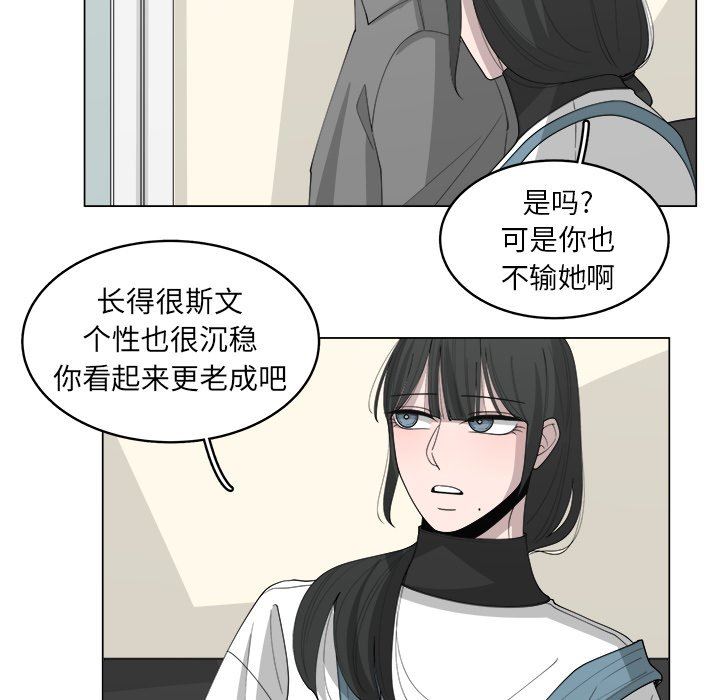 是吗?
可是你也
不输她啊
长得很斯文
个性也很沉稳
你看起来更老成吧